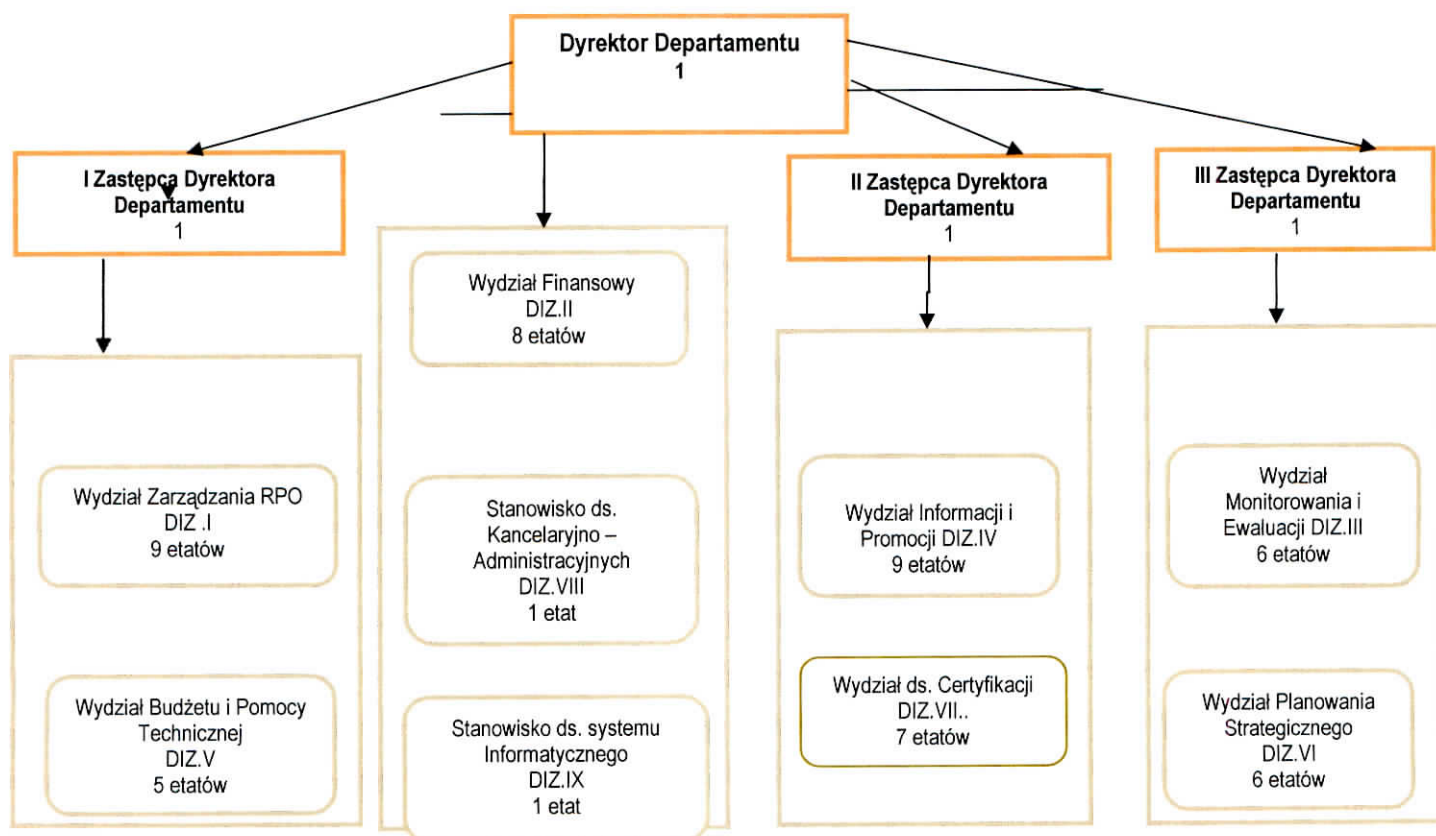 Dyrektor Departamentu
1
I Zastępca Dyrektora
Departamentu
1
II Zastępca Dyrektora
Departamentu
1
III Zastępca Dyrektora
Departamentu
1
Wydział Zarządzania RPO
DIZ .I
9 etatów
Wydział Budżetu i Pomocy
Technicznej
DIZ.V
5 etatów
Wydział Finansowy
DIZ.II
8 etatów
Stanowisko ds.
Kancelaryjno –
Administracyjnych
DIZ.VIII
1 etat
Stanowisko ds. systemu
Informatycznego
DIZ.IX
1 etat
Wydział Informacji i
Promocji DIZ.IV
9 etatów
Wydział ds. Certyfikacji
DIZ.VII..
7 etatów
Wydział
Monitorowania i
Ewaluacji DIZ.III
6 etatów
Wydział Planowania
Strategicznego
DIZ.VI
6 etatów